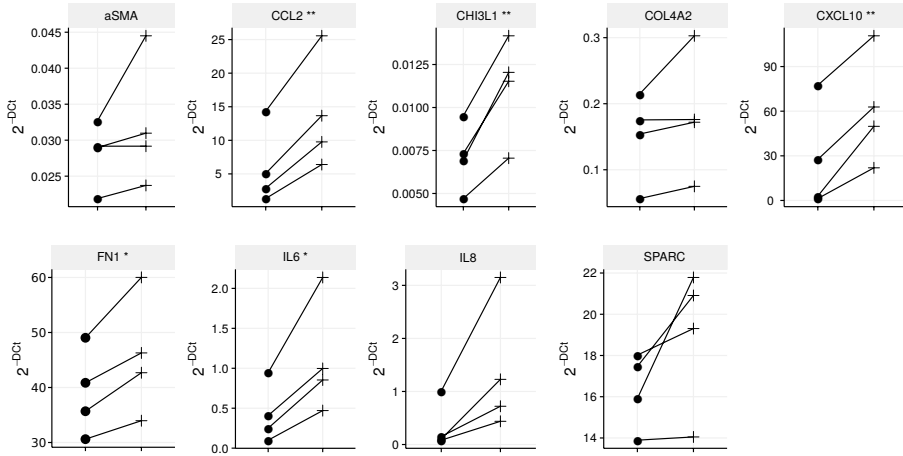 aSMA
CCL2 **
CHI3L1 **
COL4A2
CXCL10 **
2^-DCt
0.045
0.035
0.030
0.025
2^-DCt
25
20
15
10
5
2^-DCt
0.0125
0.0100
0.0075
0.0050
2^-DCt
0.3
0.2
0.1
2^-DCt
90
60
30
0
FN1 *
IL6 *
IL8
SPARC
2^-DCt
60
50
40
30
2^-DCt
2.0
1.5
1.0
0.5
0.0
2^-DCt
3
2
1
0
2^-DCt
22
20
18
16
14